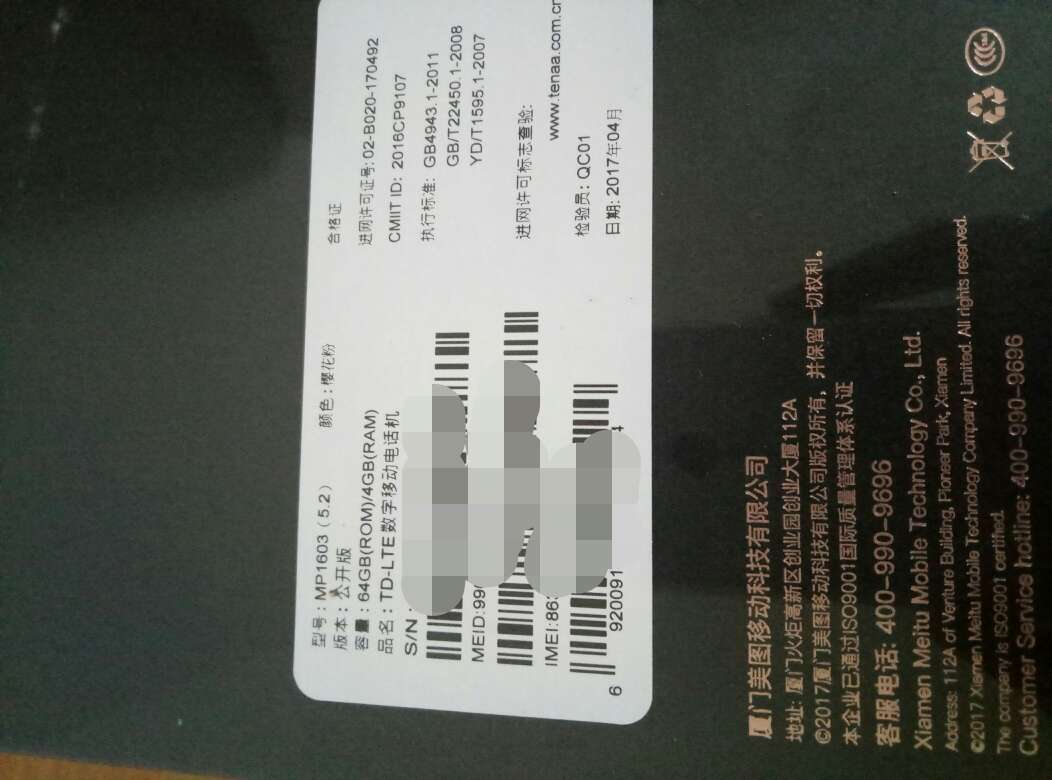 型号：MP1603（5.2） 颜色：樱花粉
版本：公开版
容量：64GB(ROM)/4GB(RAM)
品名：TD-LTE 数字移动电话机
S/N
MEID:99
IMEI:86
6 920091 4
合格证
进网许可证号: 02-B020-170492
CMIIT ID: 2016CP9107
执行标准: GB4943.1-2011
GB/T22450.1-2008
YD/T1595.1-2007
进网许可标志查验:
www.tenaa.com.cn
检验员: QC01
日期: 2017年04月
厦门美图移动科技有限公司
地址: 厦门火炬高新区创业园创业大厦112A
©2017厦门美图移动科技有限公司版权所有，并保留一切权利。
本企业已通过ISO9001国际质量管理体系认证
客服电话: 400-990-9696
Xiamen Meitu Mobile Technology Co., Ltd.
Address: 112A of Venture Building, Pioneer Park, Xiamen
©2017 Xiamen Meitu Mobile Technology Company Limited. All rights reserved.
The company is ISO9001 certified.
Customer Service hotline: 400-990-9696